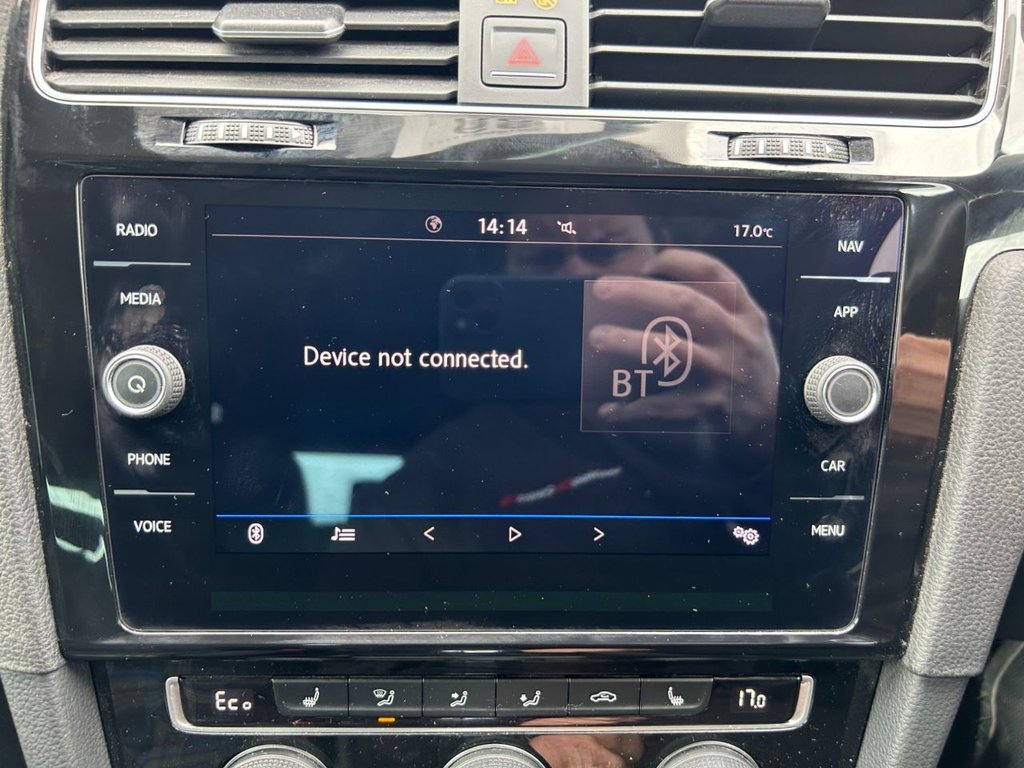 14:14
17.0°C
RADIO
MEDIA
PHONE
VOICE
Device not connected.
BT
NAV
APP
CAR
MENU
Eco
17.0